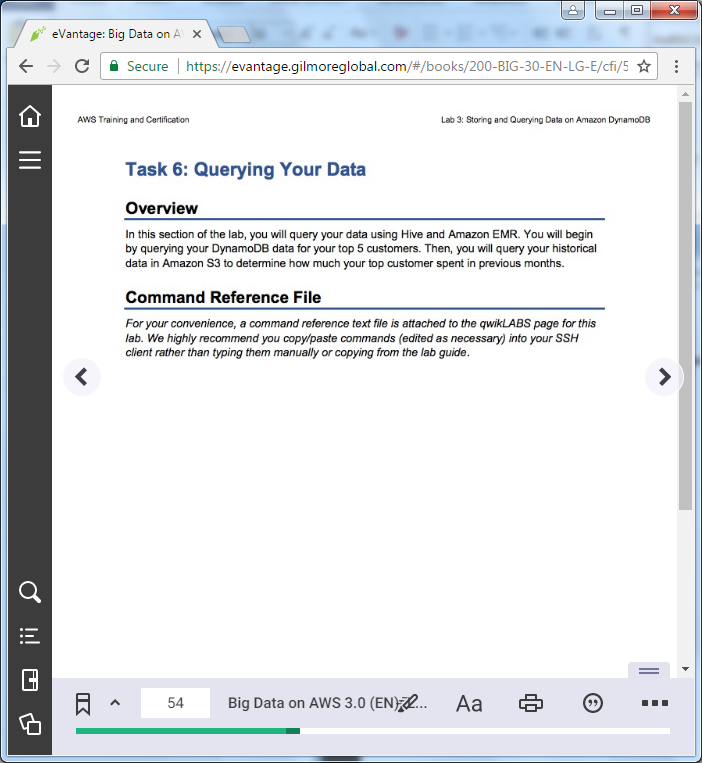 eVantage: Big Data on A
Secure
https://evantage.gilmoreglobal.com/#/books/200-BIG-30-EN-LG-E/cfi/5
AWS Training and Certification
Lab 3: Storing and Querying Data on Amazon DynamoDB
Task 6: Querying Your Data
Overview
In this section of the lab, you will query your data using Hive and Amazon EMR. You will begin
by querying your DynamoDB data for your top 5 customers. Then, you will query your historical
data in Amazon S3 to determine how much your top customer spent in previous months.
Command Reference File
For your convenience, a command reference text file is attached to the qwikLABS page for this
lab. We highly recommend you copy/paste commands (edited as necessary) into your SSH
client rather than typing them manually or copying from the lab guide.
54
Big Data on AWS 3.0 (EN)
Aa